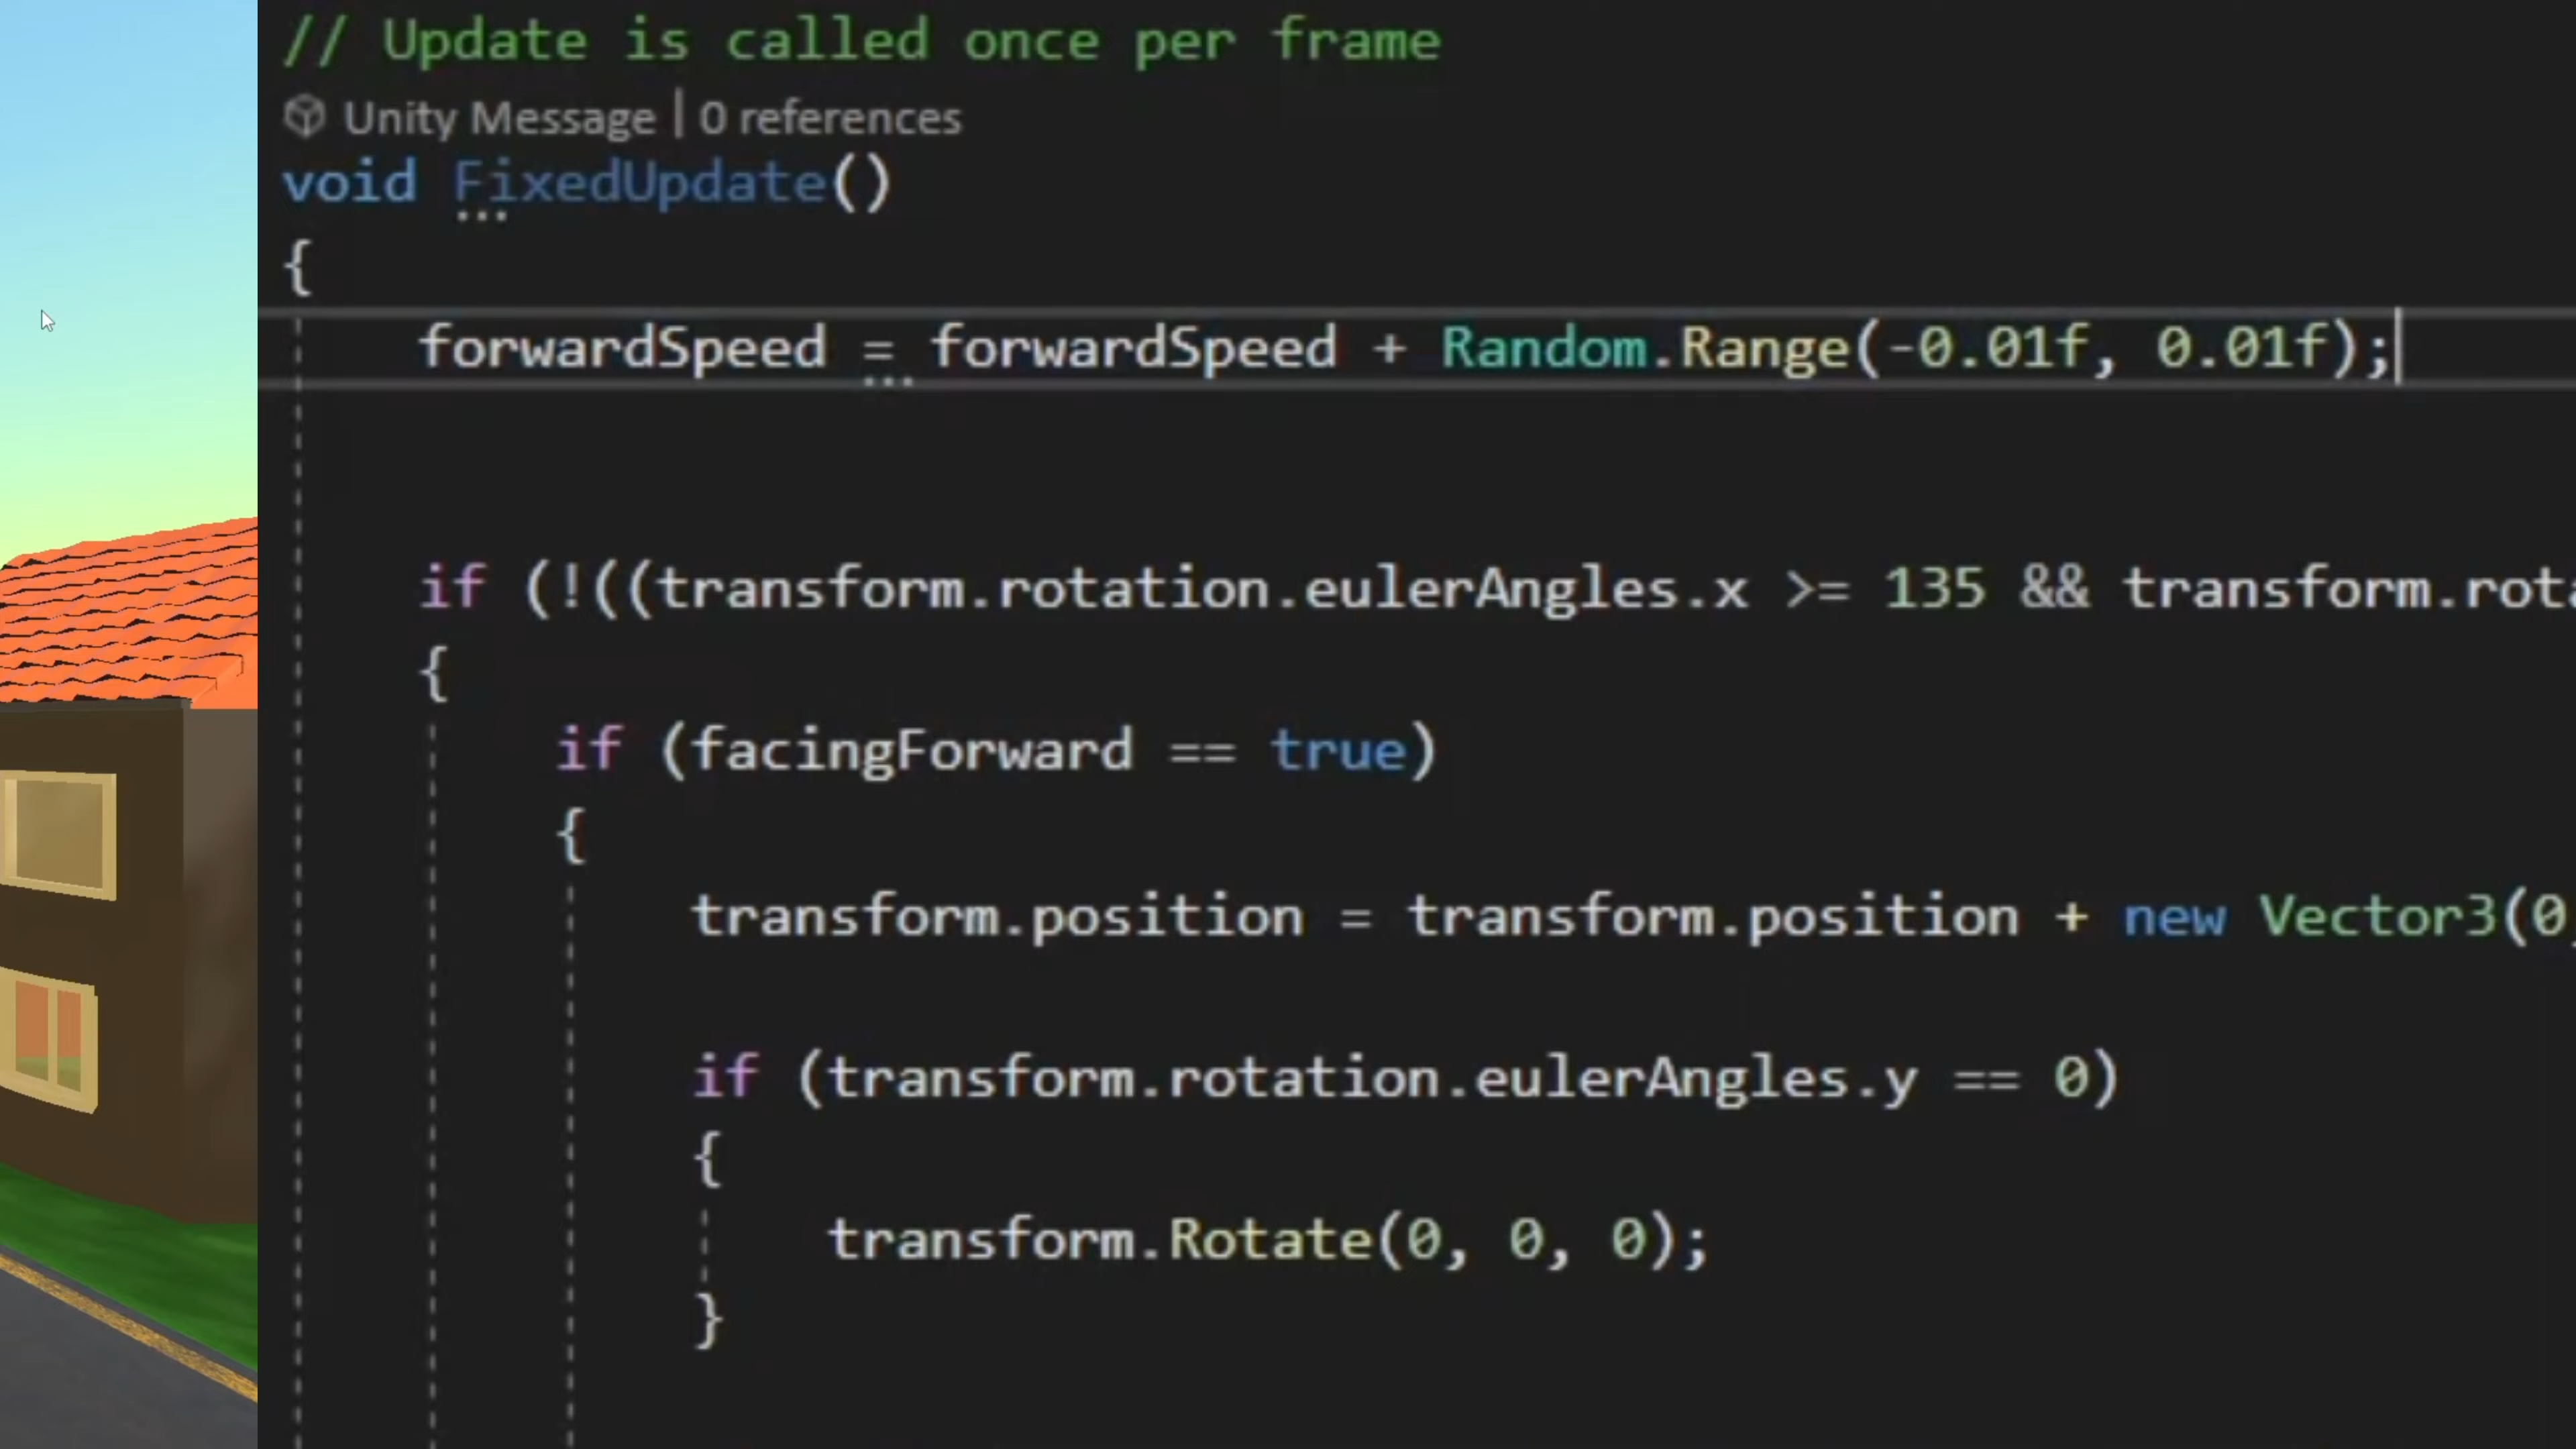 // Update is called once per frame
Unity Message | 0 references
void FixedUpdate()
{
forwardSpeed = forwardSpeed + Random.Range(-0.01f, 0.01f);
if (!((transform.rotation.eulerAngles.x >= 135 && transform.rota
{
if (facingForward == true)
{
transform.position = transform.position + new Vector3(0,
if (transform.rotation.eulerAngles.y == 0)
{
transform.Rotate(0, 0, 0);
}